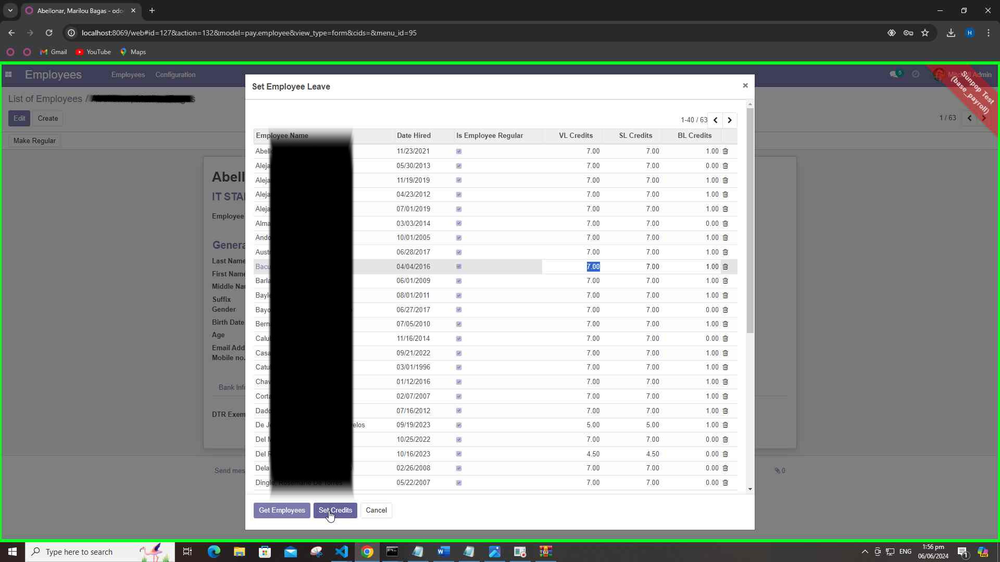 Abellonar, Marilou Bagas - odo
localhost:8069/web#id=127&action=132&model=pay.employee&view_type=form&cids=&menu_id=95
H
Gmail YouTube Maps
Employees Employees Configuration 5 Mitchell Admin
Sunpop Test
(base_payroll)
List of Employees /
Edit Create 1 / 63
Make Regular
Abell
IT STA
Employee
Genera
Last Name
First Name
Middle Na
Suffix
Gender
Birth Date
Age
Email Add
Mobile no.
Bank Inf
DTR Exem
Send mes 0
Set Employee Leave ×
1-40 / 63
Employee Name Date Hired Is Employee Regular VL Credits SL Credits BL Credits
Abell 11/23/2021 7.00 7.00 1.00
Aleja 05/30/2013 7.00 7.00 0.00
Aleja 11/19/2019 7.00 7.00 1.00
Aleja 04/23/2012 7.00 7.00 1.00
Aleja 07/01/2019 7.00 7.00 1.00
Alma 03/03/2014 7.00 7.00 0.00
Ando 10/01/2005 7.00 7.00 1.00
Aust 06/28/2017 7.00 7.00 1.00
Bacu 04/04/2016 7.00 7.00 1.00
Barla 06/01/2009 7.00 7.00 1.00
Bayle 08/01/2011 7.00 7.00 1.00
Bayo 06/27/2017 7.00 7.00 0.00
Berna 07/05/2010 7.00 7.00 1.00
Calu 11/16/2014 7.00 7.00 0.00
Casa 09/21/2022 7.00 7.00 1.00
Catu 03/01/1996 7.00 7.00 1.00
Chav 01/12/2016 7.00 7.00 1.00
Corta 02/07/2007 7.00 7.00 1.00
Dado 07/16/2012 7.00 7.00 1.00
De J elos 09/19/2023 5.00 5.00 1.00
Del M 10/25/2022 7.00 7.00 0.00
Del R 10/16/2023 4.50 4.50 0.00
Dela 02/26/2008 7.00 7.00 0.00
Dingle, Rosemarie De Torres 05/22/2007 7.00 7.00 0.00
Get Employees Set Credits Cancel
Type here to search ENG 1:56 pm
06/06/2024 1